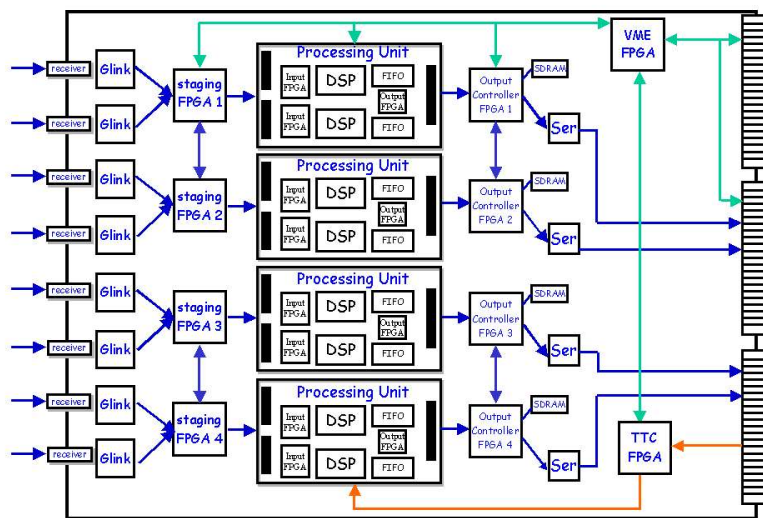 receiver
Glink
receiver
Glink
staging
FPGA 1
Processing Unit
Input
FPGA
DSP
FIFO
Output
FPGA
Input
FPGA
DSP
FIFO
Output
Controller
FPGA 1
SDRAM
Ser
VME
FPGA
receiver
Glink
receiver
Glink
staging
FPGA 2
Processing Unit
Input
FPGA
DSP
FIFO
Output
FPGA
Input
FPGA
DSP
FIFO
Output
Controller
FPGA 2
SDRAM
Ser
receiver
Glink
receiver
Glink
staging
FPGA 3
Processing Unit
Input
FPGA
DSP
FIFO
Output
FPGA
Input
FPGA
DSP
FIFO
Output
Controller
FPGA 3
SDRAM
Ser
receiver
Glink
receiver
Glink
staging
FPGA 4
Processing Unit
Input
FPGA
DSP
FIFO
Output
FPGA
Input
FPGA
DSP
FIFO
Output
Controller
FPGA 4
SDRAM
Ser
TTC
FPGA